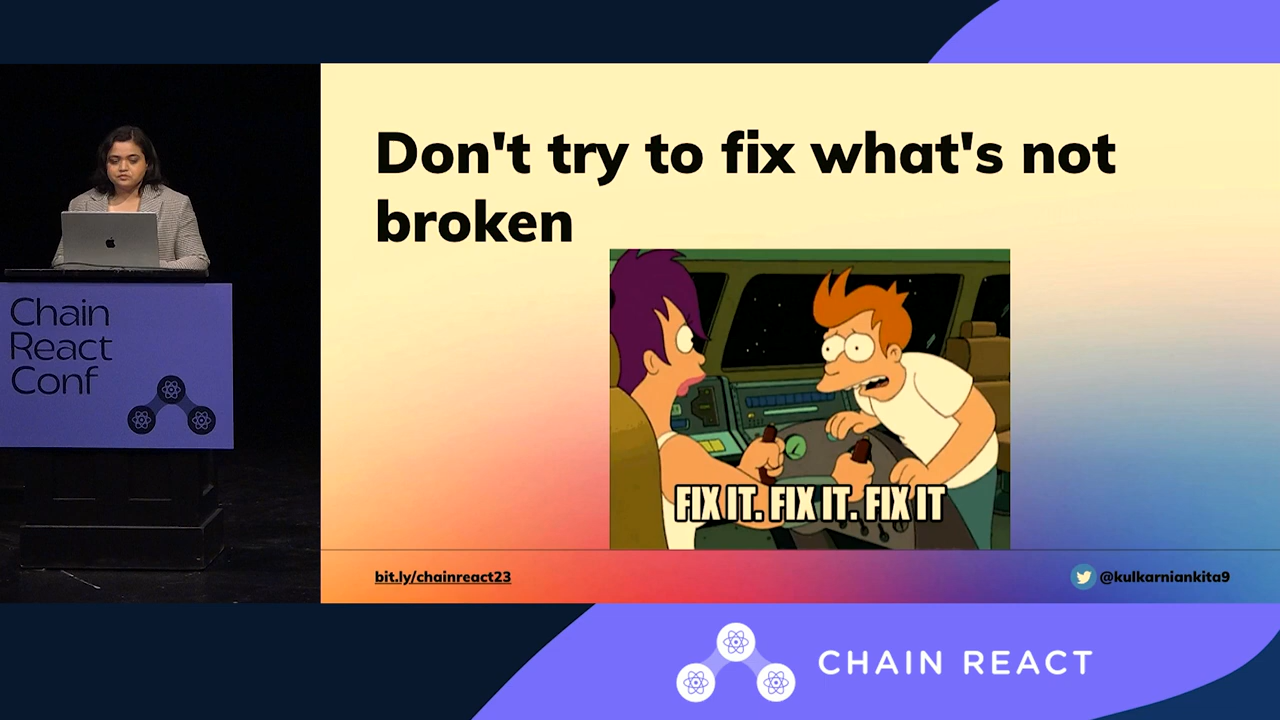 Don't try to fix what's not
broken
Chain
React
Conf
FIX IT. FIX IT. FIX IT
bit.ly/chainreact23
@kulkarniankita9
CHAIN REACT